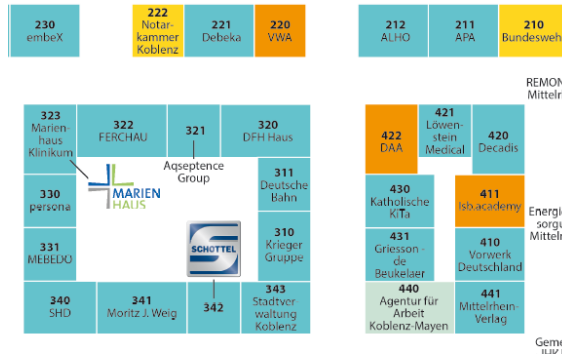 230
embeX
222
Notar-
kammer
Koblenz
221
Debeka
220
VWA
212
ALHO
211
APA
210
Bundesweh
REMON
Mittelr
323
Marien-
haus
Klinikum
322
FERCHAU
321
320
DFH Haus
Aqseptence
Group
MARIEN
HAUS
311
Deutsche
Bahn
330
persona
SCHOTTEL
310
Krieger
Gruppe
331
MEBEDO
340
SHD
341
Moritz J. Weig
342
343
Stadtver-
waltung
Koblenz
422
DAA
421
Löwen-
stein
Medical
420
Decadis
430
Katholische
KiTa
411
lsb.academy
Energie
sorgu
Mittelr
431
Griesson -
de
Beukelaer
410
Vorwerk
Deutschland
440
Agentur für
Arbeit
Koblenz-Mayen
441
Mittelrhein-
Verlag
Geme